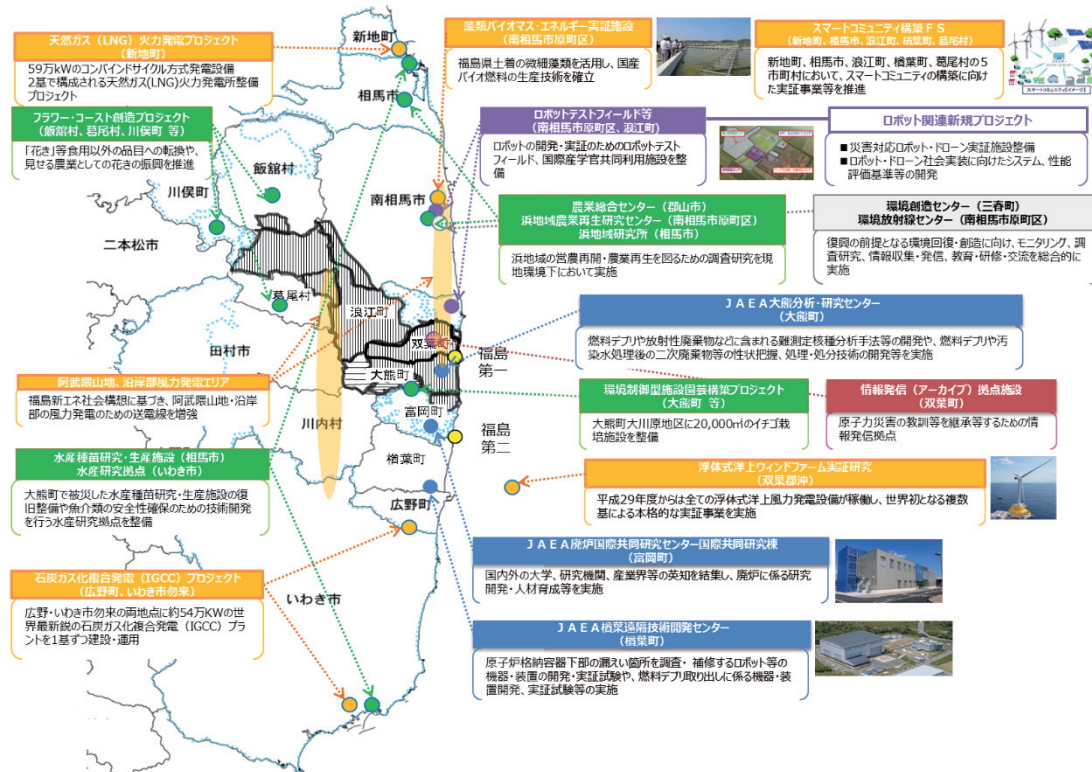 天然ガス（LNG）火力発電プロジェクト
（新地町）
59万kWのコンバインドサイクル方式発電設備
2基で構成される天然ガス(LNG)火力発電所整備
プロジェクト
フラワー・コースト創造プロジェクト
（飯舘村、葛尾村、川俣町 等）
「花き」等食用以外の品目への転換や、
見せる農業としての花きの振興を推進
藻類バイオマス・エネルギー実証施設
（南相馬市原町区）
福島県土着の微細藻類を活用し、国産
バイオ燃料の生産技術を確立
スマートコミュニティ構築ＦＳ
（新地町、相馬市、浪江町、楢葉町、葛尾村）
新地町、相馬市、浪江町、楢葉町、葛尾村の５
市町村において、スマートコミュニティの構築に向け
た実証事業等を推進
スマートコミュニティ【イメージ】
ロボットテストフィールド等
（南相馬市原町区、浪江町）
ロボットの開発・実証のためのロボットテスト
フィールド、国際産学官共同利用施設を整
備
ロボット関連新規プロジェクト
■災害対応ロボット・ドローン実証施設整備
■ロボット・ドローン社会実装に向けたシステム、性能
評価基準等の開発
農業総合センター（郡山市）
浜地域農業再生研究センター（南相馬市原町区）
浜地域研究所（相馬市）
浜地域の営農再開・農業再生を図るための調査研究を現
地環境下において実施
環境創造センター（三春町）
環境放射線センター（南相馬市原町区）
復興の前提となる環境回復・創造に向け、モニタリング、調
査研究、情報収集・発信、教育・研修・交流を総合的に
実施
ＪＡＥＡ大熊分析・研究センター
（大熊町）
燃料デブリや放射性廃棄物などに含まれる難測定核種分析手法等の開発や、燃料デブリや汚
染水処理後の二次廃棄物等の性状把握、処理・処分技術の開発等を実施
阿武隈山地、沿岸部風力発電エリア
福島新エネ社会構想に基づき、阿武隈山地・沿岸
部の風力発電のための送電線を増強
環境制御型施設園芸構築プロジェクト
（大熊町 等）
大熊町大川原地区に20,000㎡のイチゴ栽
培施設を整備
情報発信（アーカイブ）拠点施設
（双葉町）
原子力災害の教訓等を継承等するための情
報発信拠点
水産種苗研究・生産施設（相馬市）
水産研究拠点（いわき市）
大熊町で被災した水産種苗研究・生産施設の復
旧整備や魚介類の安全性確保のための技術開発
を行う水産研究拠点を整備
浮体式洋上ウィンドファーム実証研究
（双葉郡沖）
平成29年度からは全ての浮体式洋上風力発電設備が稼働し、世界初となる複数
基による本格的な実証事業を実施
ＪＡＥＡ廃炉国際共同研究センター国際共同研究棟
（富岡町）
国内外の大学、研究機関、産業界等の英知を結集し、廃炉に係る研究
開発・人材育成等を実施
石炭ガス化複合発電（IGCC）プロジェクト
（広野町、いわき市勿来）
広野・いわき市勿来の両地点に約54万KWの世
界最新鋭の石炭ガス化複合発電（IGCC）プラ
ントを1基ずつ建設・運用
ＪＡＥＡ楢葉遠隔技術開発センター
（楢葉町）
原子炉格納容器下部の漏えい箇所を調査・ 補修するロボット等の
機器・装置の開発・実証試験や、燃料デブリ取り出しに係る機器・装
置開発、実証試験等の実施
新地町
相馬市
飯舘村
川俣町
南相馬市
二本松市
葛尾村
浪江町
田村市
双葉町
福島
第一
大熊町
富岡町
福島
第二
川内村
楢葉町
広野町
いわき市